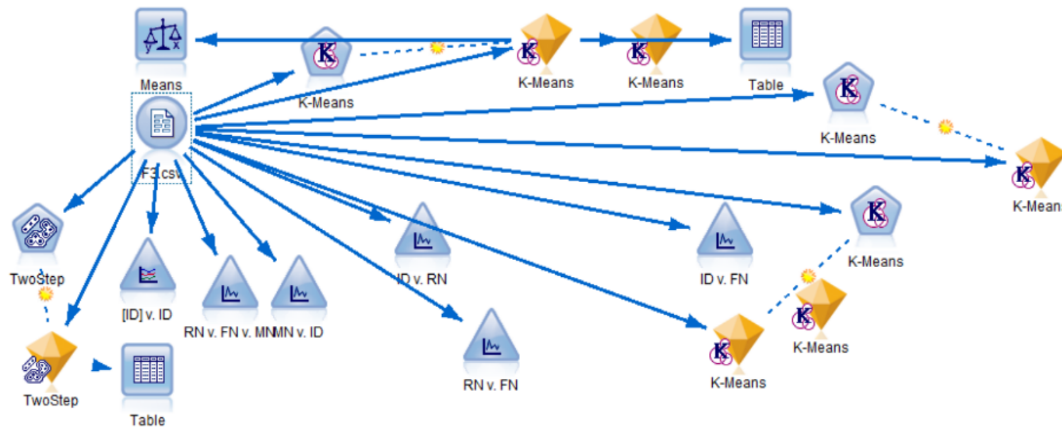 y x
Means
K
K-Means
K
K-Means
K
K-Means
Table
K
K-Means
F3.csv
K
K-Means
K
K-Means
TwoStep
[ID] v. ID
RN v. FN v. MN
MN v. ID
ID v. RN
ID v. FN
K
K-Means
K
K-Means
RN v. FN
TwoStep
Table